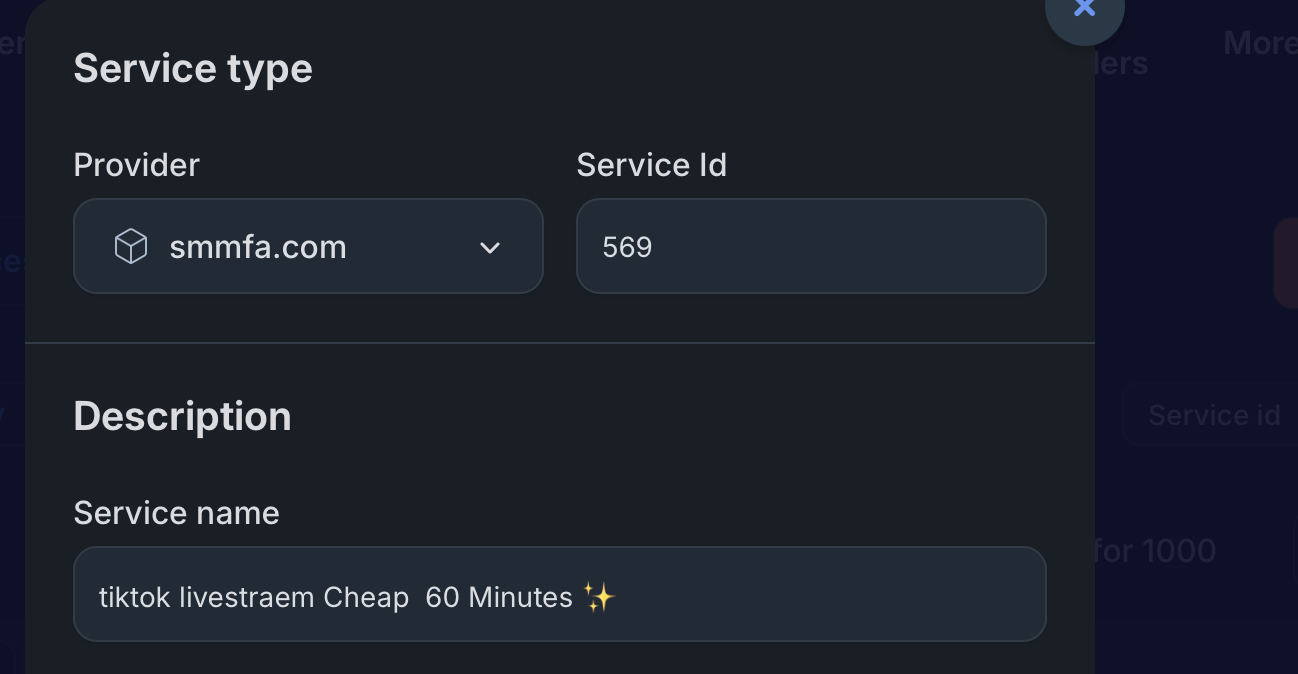 More
lers
Service type
Provider
Service Id
smmfa.com
569
Description
Service id
Service name
for 1000
tiktok livestraem Cheap  60 Minutes ✨